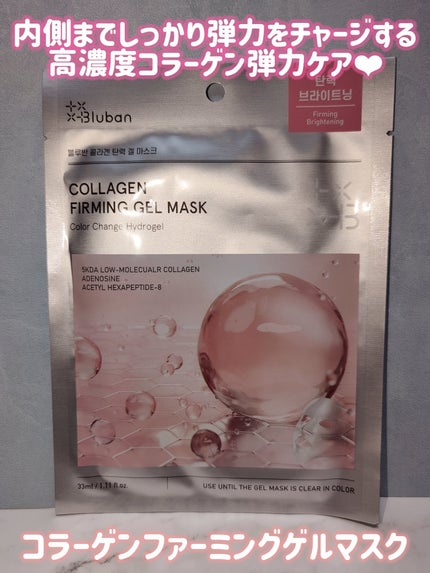 内側までしっかり弾力をチャージする
高濃度コラーゲン弾力ケア❤
탄력
브라이트닝
Firming
Brightening
Bluban
블루반 콜라겐 탄력 겔 마스크
COLLAGEN
FIRMING GEL MASK
Color Change Hydrogel
5KDA LOW-MOLECUALR COLLAGEN
ADENOSINE
ACETYL HEXAPEPTIDE-8
33ml / 1.11 fl.oz.
USE UNTIL THE GEL MASK IS CLEAR IN COLOR
コラーゲンファーミングゲルマスク